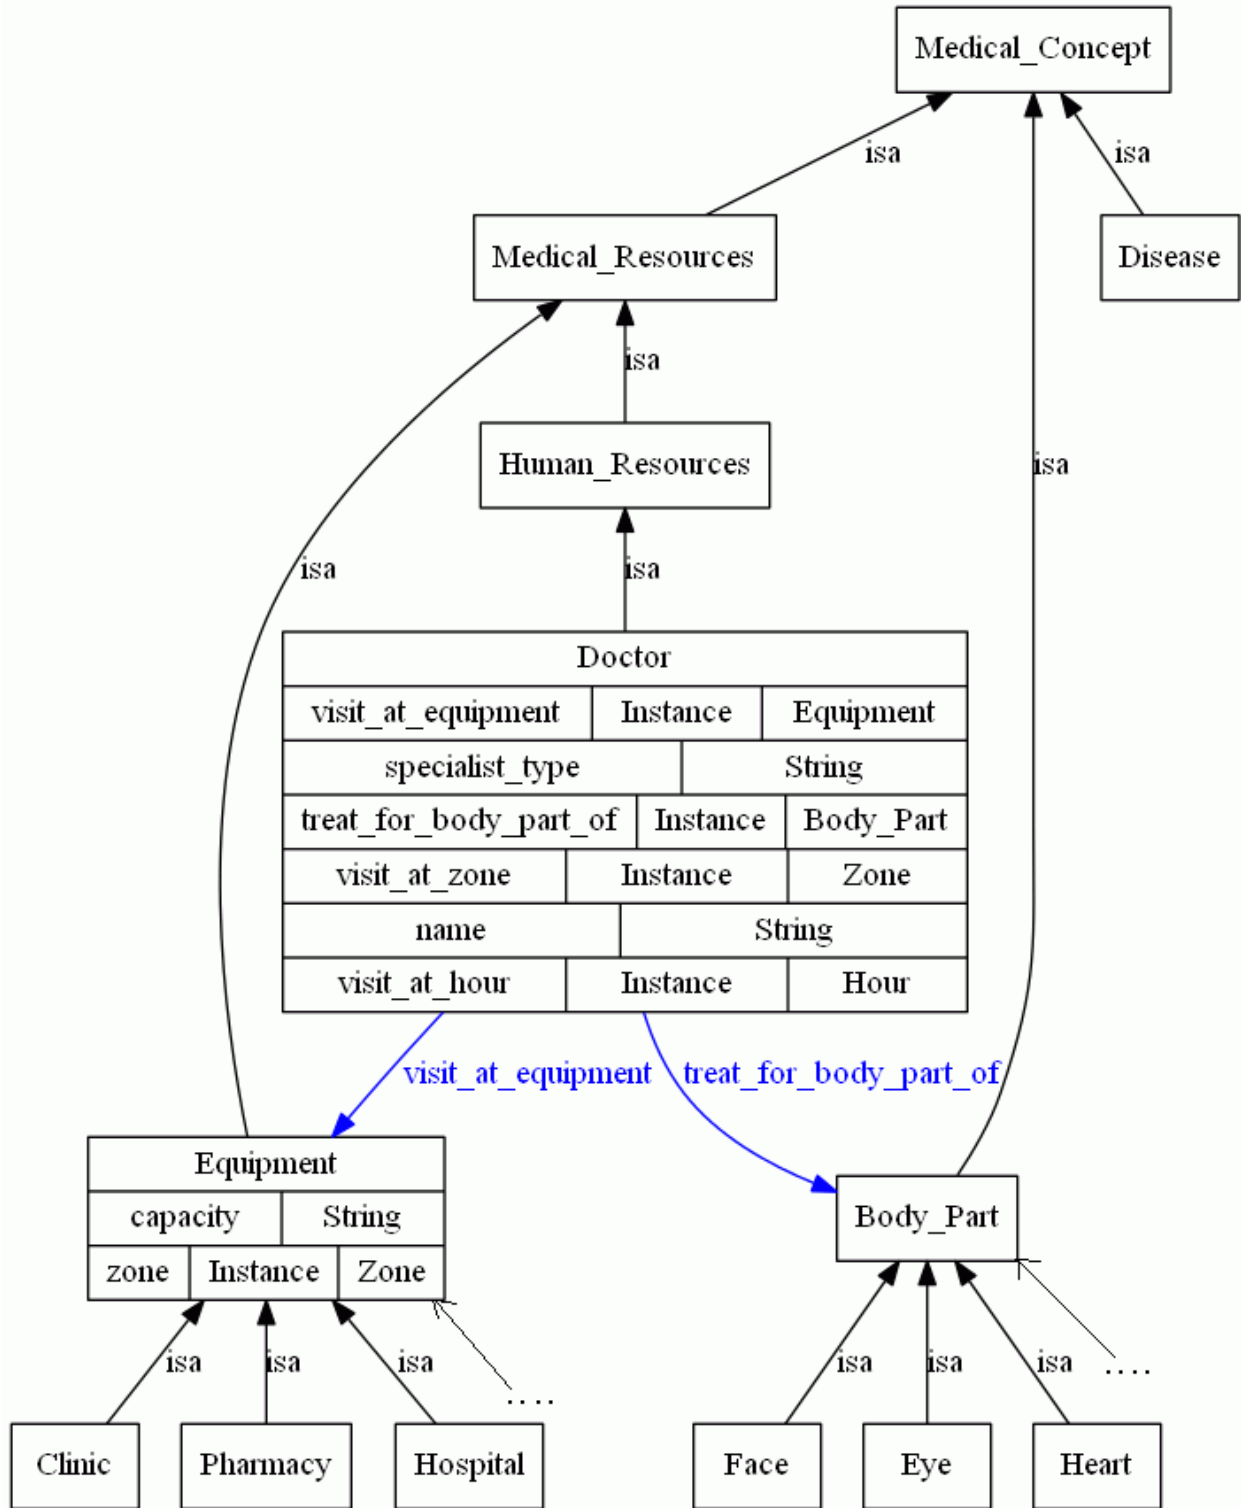 Medical_Concept
isa
isa
Medical_Resources
Disease
isa
Human_Resources
isa
isa
isa
Doctor
visit_at_equipment Instance Equipment
specialist_type String
treat_for_body_part_of Instance Body_Part
visit_at_zone Instance Zone
name String
visit_at_hour Instance Hour
visit_at_equipment treat_for_body_part_of
Equipment
capacity String
zone Instance Zone
Body_Part
isa isa isa
isa isa isa
....
....
Clinic Pharmacy Hospital
Face Eye Heart